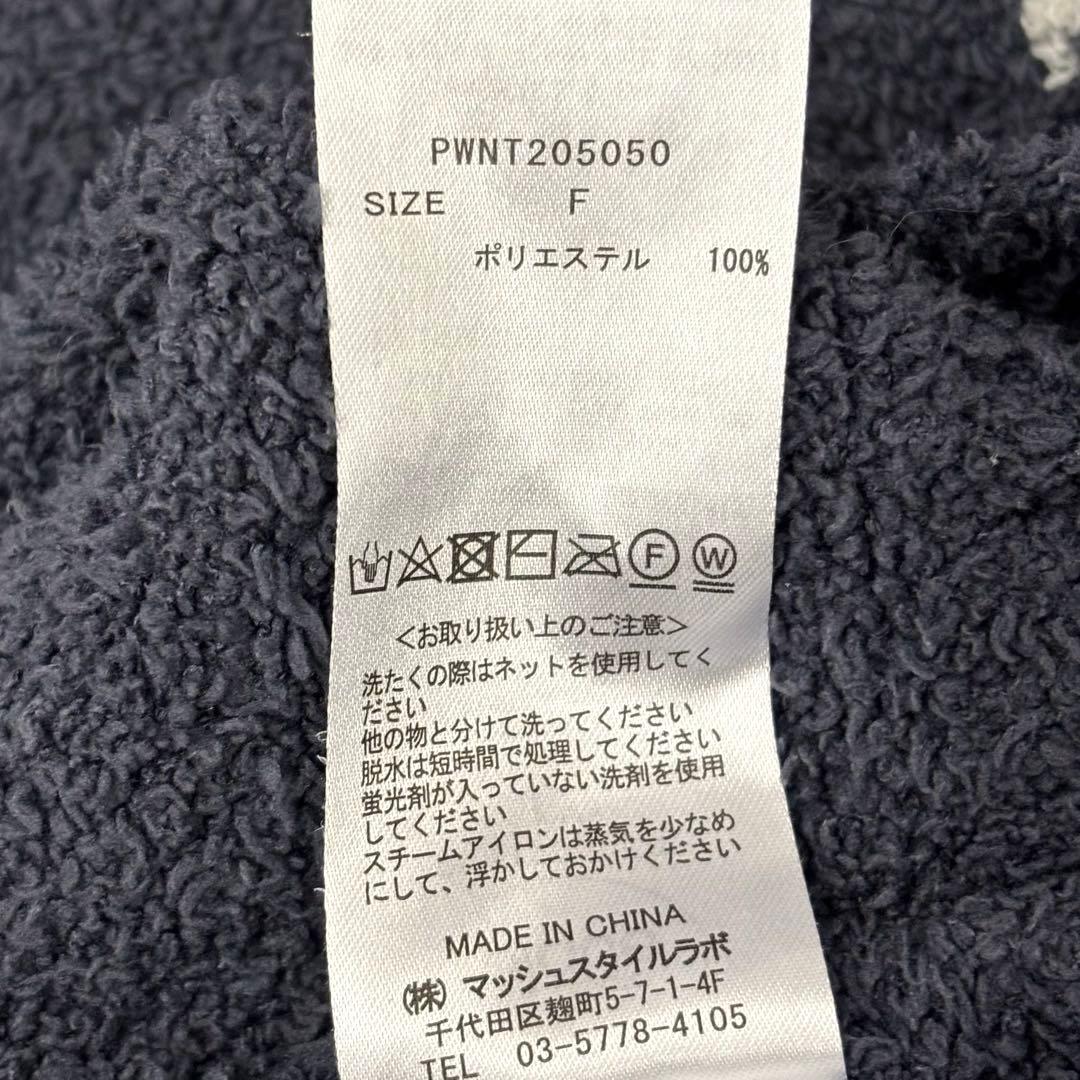 PWNT205050
SIZE F
ポリエステル 100%
F W
＜お取り扱い上のご注意＞
洗たくの際はネットを使用してく
ださい
他の物と分けて洗ってください
脱水は短時間で処理してください
蛍光剤が入っていない洗剤を使用
してください
スチームアイロンは蒸気を少なめ
にして、浮かしておかけください
MADE IN CHINA
(株) マッシュスタイルラボ
千代田区麹町5-7-1-4F
TEL 03-5778-4105